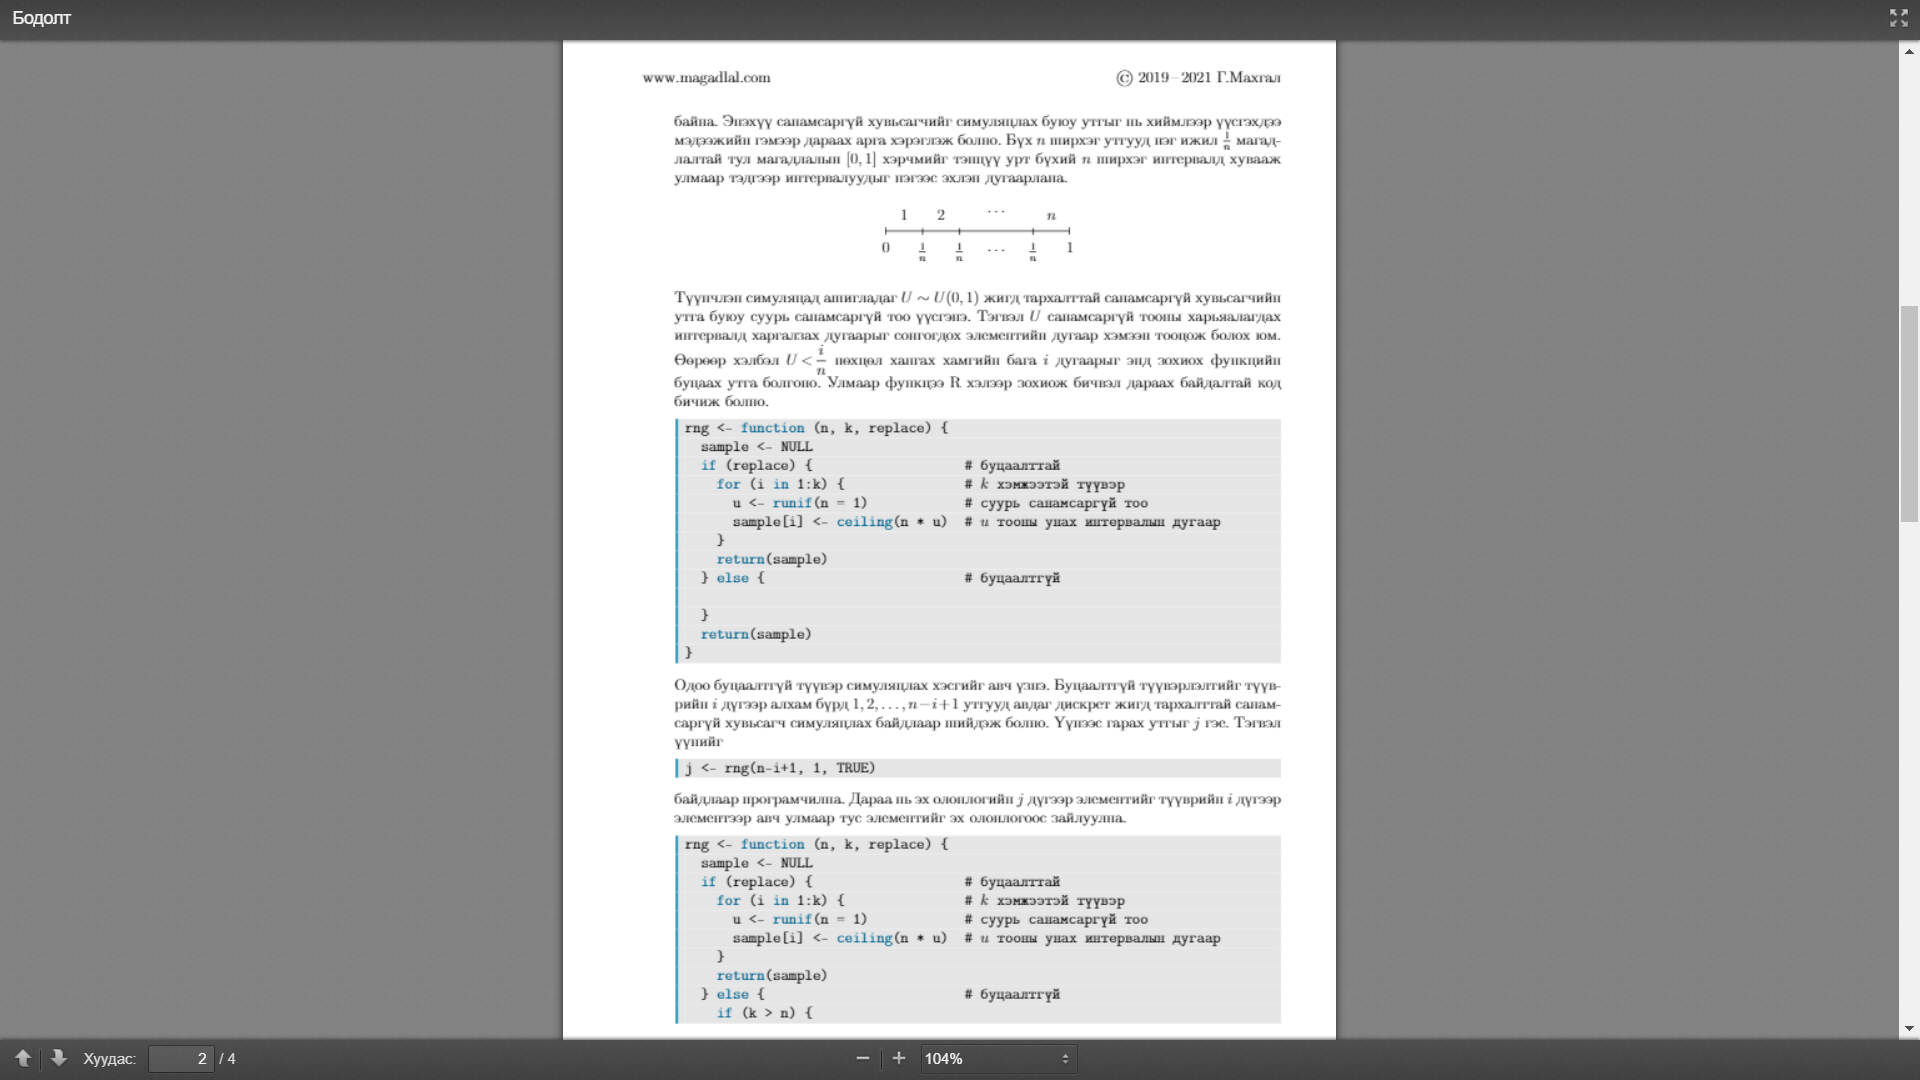 Бодолт
www.magadlal.com © 2019–2021 Г.Махгал
байна. Энэхүү санамсаргүй хувьсагчийг симуляцлах буюу утгыг нь хиймлээр үүсгэхдээ
мэдээжийн гэмээр дараах арга хэрэглэж болно. Бүх n ширхэг утгууд нэг ижил 1/n магад-
лалтай тул магадлалын [0, 1] хэрчмийг тэнцүү урт бүхий n ширхэг интервалд хувааж
улмаар тэдгээр интервалуудыг нэгээс эхлэн дугаарлана.
1 2 ··· n
0 1/n 1/n ... 1/n 1
Түүнчлэн симуляцад ашигладаг U ∼ U(0, 1) жигд тархалттай санамсаргүй хувьсагчийн
утга буюу суурь санамсаргүй тоо үүсгэнэ. Тэгвэл U санамсаргүй тооны харьяалагдах
интервалд харгалзах дугаарыг сонгогдох элементийн дугаар хэмээн тооцож болох юм.
Өөрөөр хэлбэл U < i/n нөхцөл хангах хамгийн бага i дугаарыг энд зохиох функцийн
буцаах утга болгоно. Улмаар функцээ R хэлээр зохиож бичвэл дараах байдалтай код
бичиж болно.
rng <- function (n, k, replace) {
  sample <- NULL
  if (replace) { # буцаалттай
    for (i in 1:k) { # k хэмжээтэй түүвэр
      u <- runif(n = 1) # суурь санамсаргүй тоо
      sample[i] <- ceiling(n * u) # u тооны унах интервалын дугаар
    }
    return(sample)
  } else { # буцаалтгүй
  }
  return(sample)
}
Одоо буцаалтгүй түүвэр симуляцлах хэсгийг авч үзнэ. Буцаалтгүй түүвэрлэлтийг түүв-
рийн i дүгээр алхам бүрд 1, 2, . . . , n−i+1 утгууд авдаг дискрет жигд тархалттай санам-
саргүй хувьсагч симуляцлах байдлаар шийдэж болно. Үүнээс гарах утгыг j гэе. Тэгвэл
үүнийг
j <- rng(n-i+1, 1, TRUE)
байдлаар програмчилна. Дараа нь эх олонлогийн j дүгээр элементийг түүврийн i дүгээр
элементээр авч улмаар тус элементийг эх олонлогоос зайлуулна.
rng <- function (n, k, replace) {
  sample <- NULL
  if (replace) { # буцаалттай
    for (i in 1:k) { # k хэмжээтэй түүвэр
      u <- runif(n = 1) # суурь санамсаргүй тоо
      sample[i] <- ceiling(n * u) # u тооны унах интервалын дугаар
    }
    return(sample)
  } else { # буцаалтгүй
    if (k > n) {
Хуудас: 2 / 4 104%